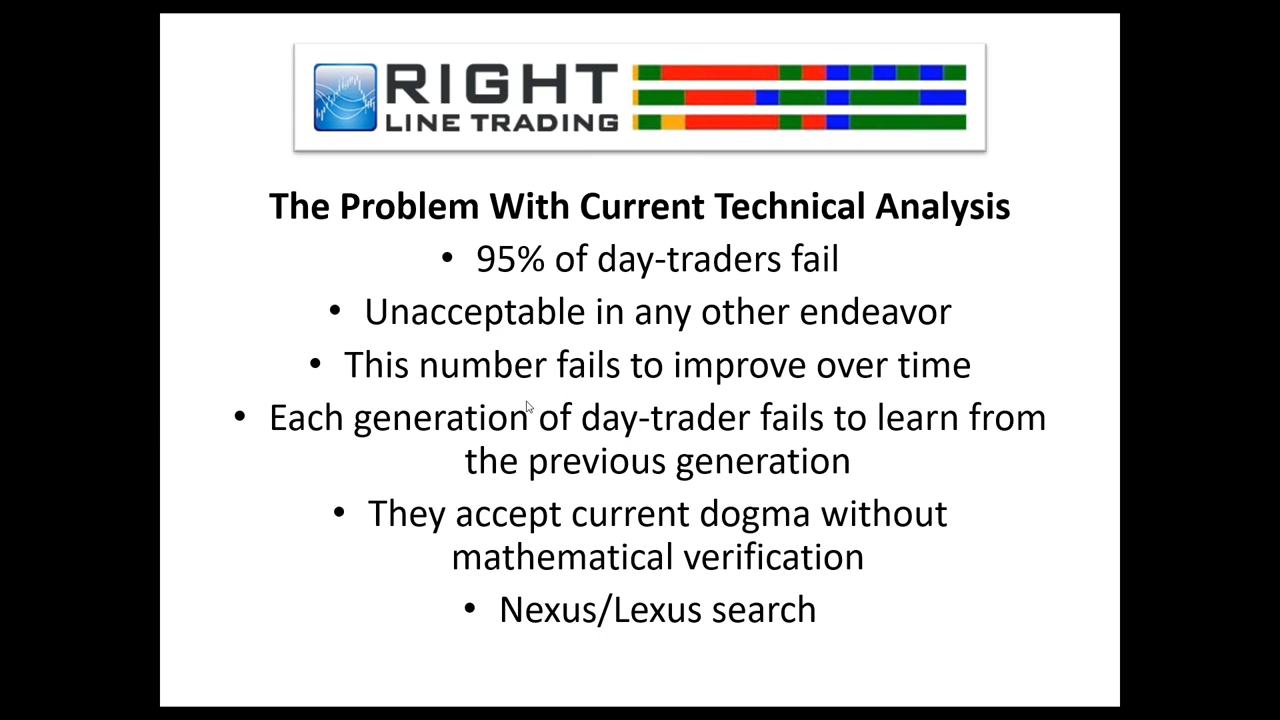 RIGHT
LINE TRADING
The Problem With Current Technical Analysis
• 95% of day-traders fail
• Unacceptable in any other endeavor
• This number fails to improve over time
• Each generation of day-trader fails to learn from
the previous generation
• They accept current dogma without
mathematical verification
• Nexus/Lexus search